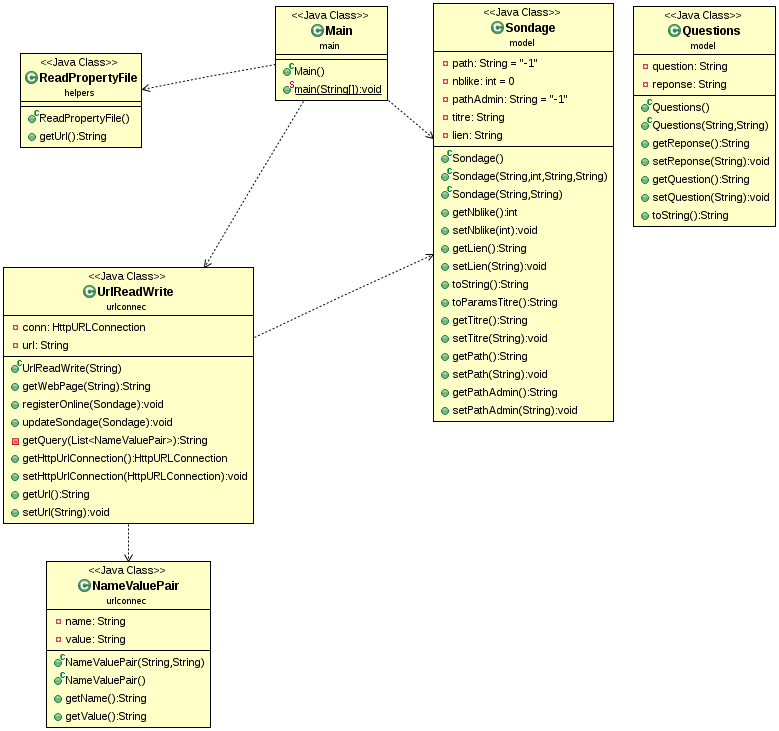 <<Java Class>>
ReadPropertyFile
helpers
ReadPropertyFile()
getUrl():String
<<Java Class>>
Main
main
Main()
main(String[]):void
<<Java Class>>
Sondage
model
path: String = "-1"
nblike: int = 0
pathAdmin: String = "-1"
titre: String
lien: String
Sondage()
Sondage(String,int,String,String)
Sondage(String,String)
getNblike():int
setNblike(int):void
getLien():String
setLien(String):void
toString():String
toParamsTitre():String
getTitre():String
setTitre(String):void
getPath():String
setPath(String):void
getPathAdmin():String
setPathAdmin(String):void
<<Java Class>>
Questions
model
question: String
reponse: String
Questions()
Questions(String,String)
getReponse():String
setReponse(String):void
getQuestion():String
setQuestion(String):void
toString():String
<<Java Class>>
UrlReadWrite
urlconnec
conn: HttpURLConnection
url: String
UrlReadWrite(String)
getWebPage(String):String
registerOnline(Sondage):void
updateSondage(Sondage):void
getQuery(List<NameValuePair>):String
getHttpUrlConnection():HttpURLConnection
setHttpUrlConnection(HttpURLConnection):void
getUrl():String
setUrl(String):void
<<Java Class>>
NameValuePair
urlconnec
name: String
value: String
NameValuePair(String,String)
NameValuePair()
getName():String
getValue():String